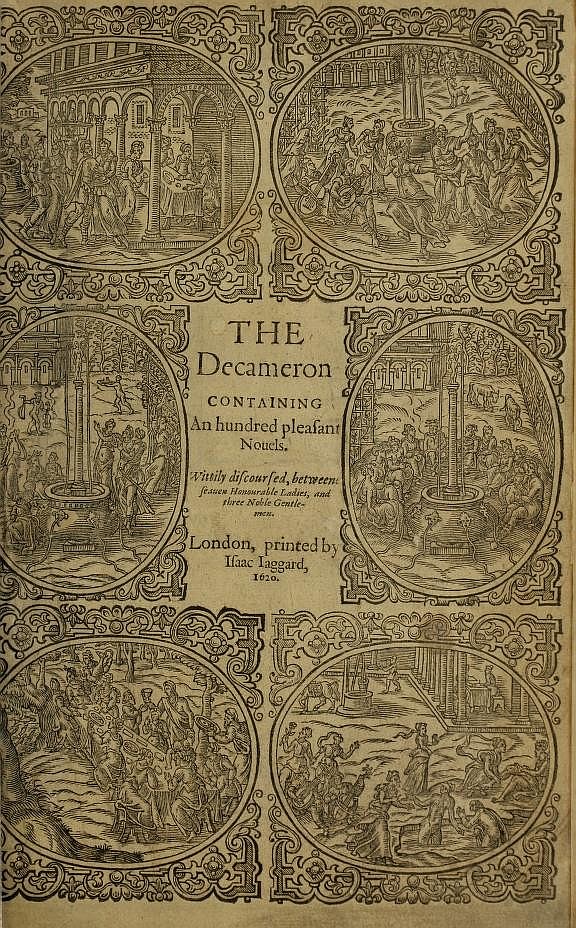 THE
Decameron
CONTAINING
An hundred pleaſant
Nouels.
Wittily diſcourſed, betweene
ſeauen Honourable Ladies, and
three Noble Gentle-
men.
London, printed by
Iſaac Iaggard,
1620.